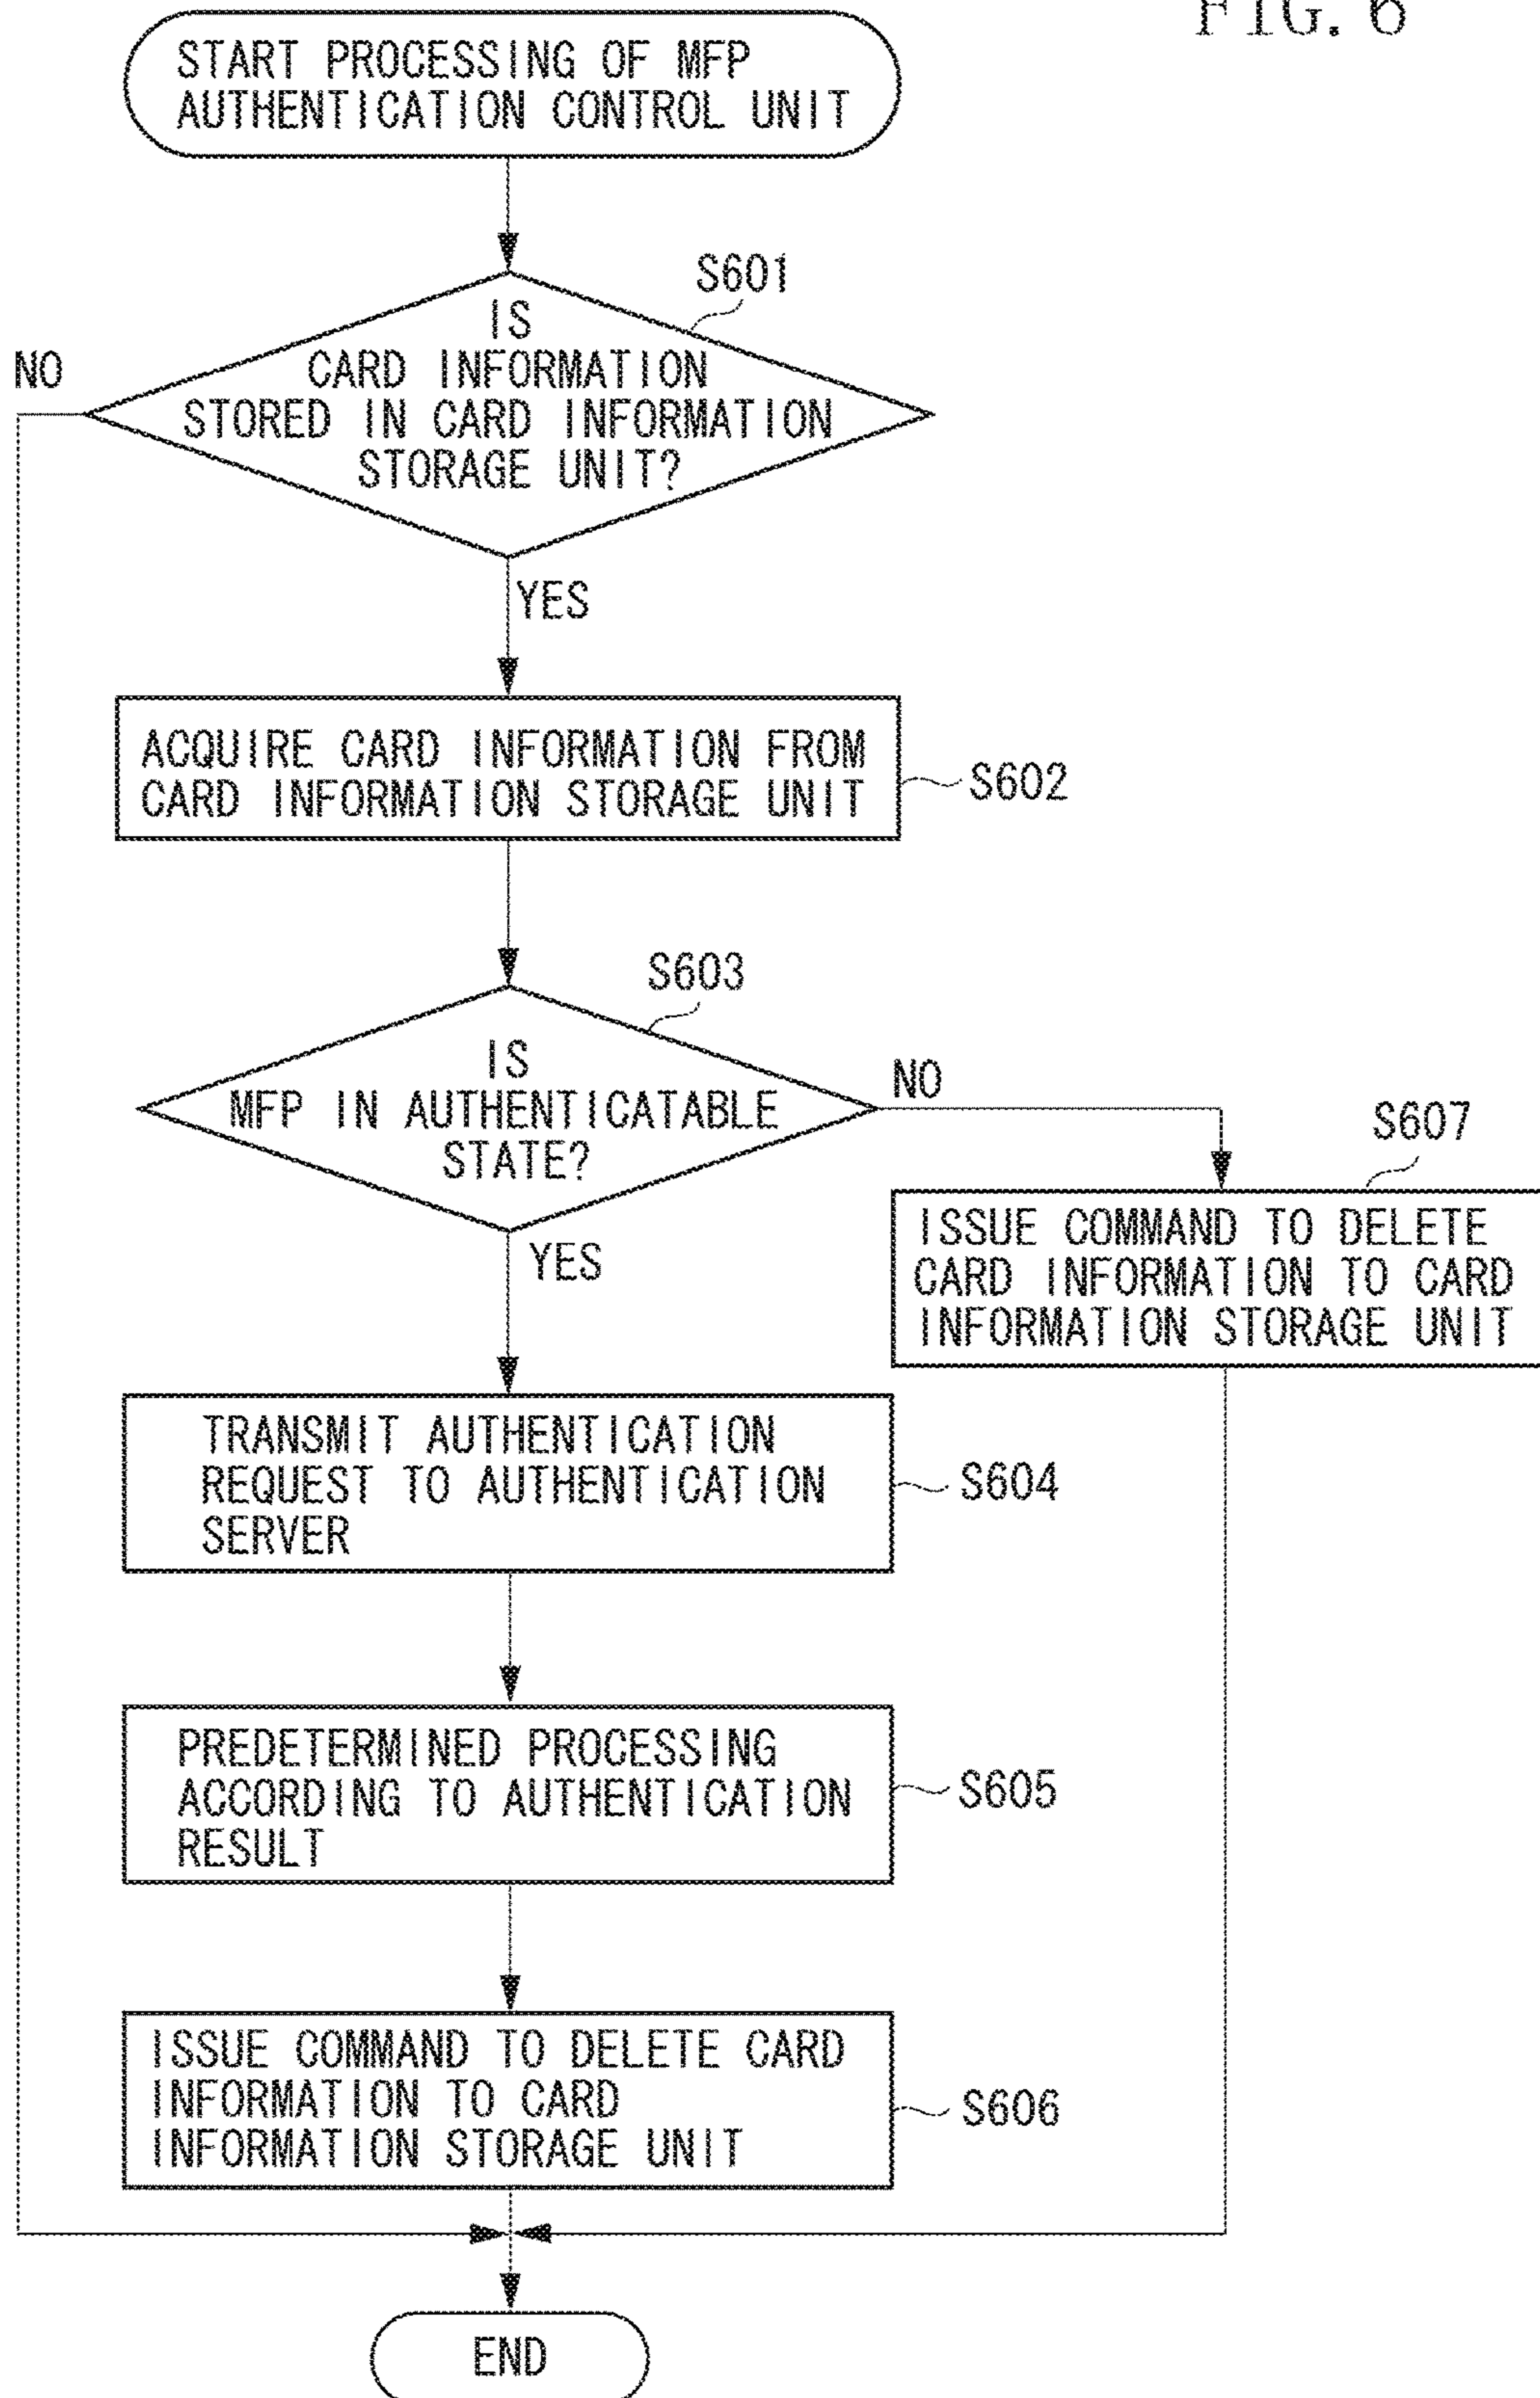 FIG. 6
START PROCESSING OF MFP
AUTHENTICATION CONTROL UNIT
S601
IS
CARD INFORMATION
STORED IN CARD INFORMATION
STORAGE UNIT?
NO
YES
ACQUIRE CARD INFORMATION FROM
CARD INFORMATION STORAGE UNIT
S602
S603
IS
MFP IN AUTHENTICATABLE
STATE?
NO
YES
S607
ISSUE COMMAND TO DELETE
CARD INFORMATION TO CARD
INFORMATION STORAGE UNIT
TRANSMIT AUTHENTICATION
REQUEST TO AUTHENTICATION
SERVER
S604
PREDETERMINED PROCESSING
ACCORDING TO AUTHENTICATION
RESULT
S605
ISSUE COMMAND TO DELETE CARD
INFORMATION TO CARD
INFORMATION STORAGE UNIT
S606
END